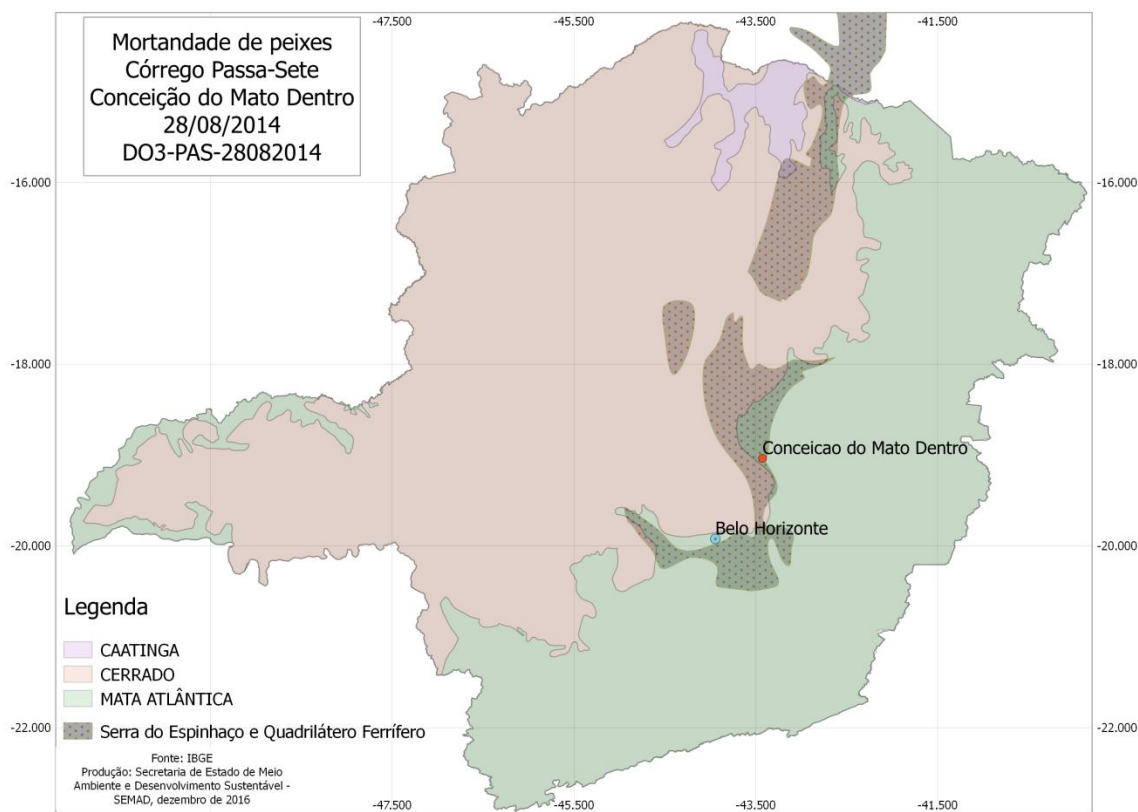 -47.500
-45.500
-43.500
-41.500
Mortandade de peixes
Córrego Passa-Sete
Conceição do Mato Dentro
28/08/2014
DO3-PAS-28082014
-16.000
-16.000
-18.000
-18.000
Conceicao do Mato Dentro
Belo Horizonte
-20.000
-20.000
Legenda
CAATINGA
CERRADO
MATA ATLÂNTICA
-22.000
-22.000
Serra do Espinhaço e Quadrilátero Ferrífero
Fonte: IBGE
Produção: Secretaria de Estado de Meio
Ambiente e Desenvolvimento Sustentável -
SEMAD, dezembro de 2016
-47.500
-45.500
-43.500
-41.500